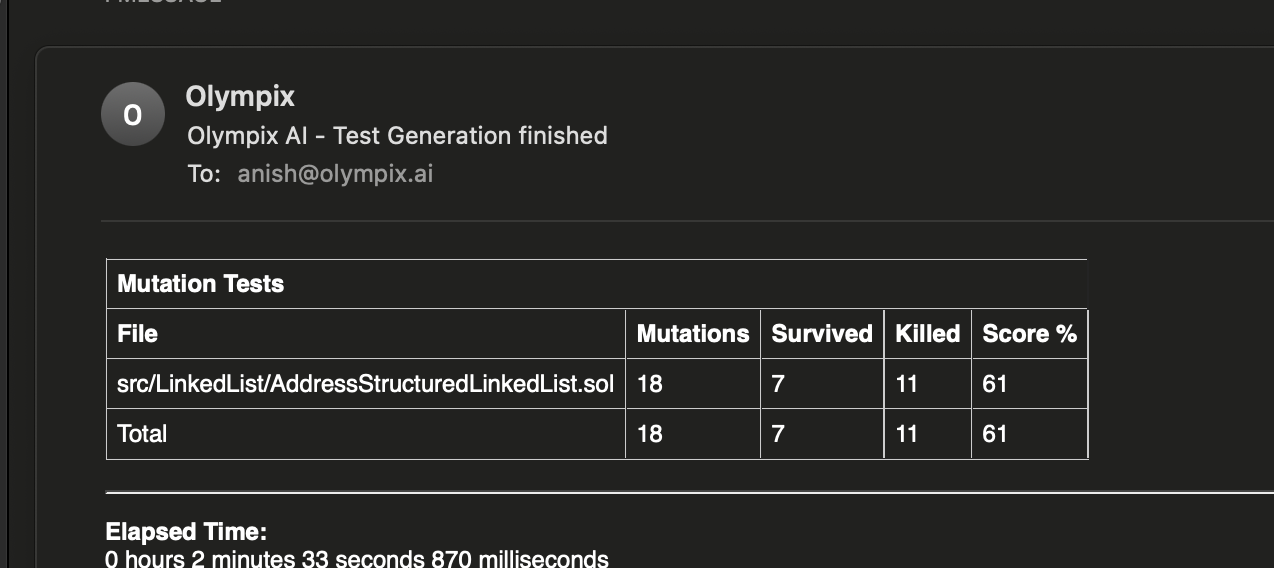 O
Olympix
Olympix AI - Test Generation finished
To: anish@olympix.ai
Mutation Tests
File Mutations Survived Killed Score %
src/LinkedList/AddressStructuredLinkedList.sol 18 7 11 61
Total 18 7 11 61
Elapsed Time:
0 hours 2 minutes 33 seconds 870 milliseconds